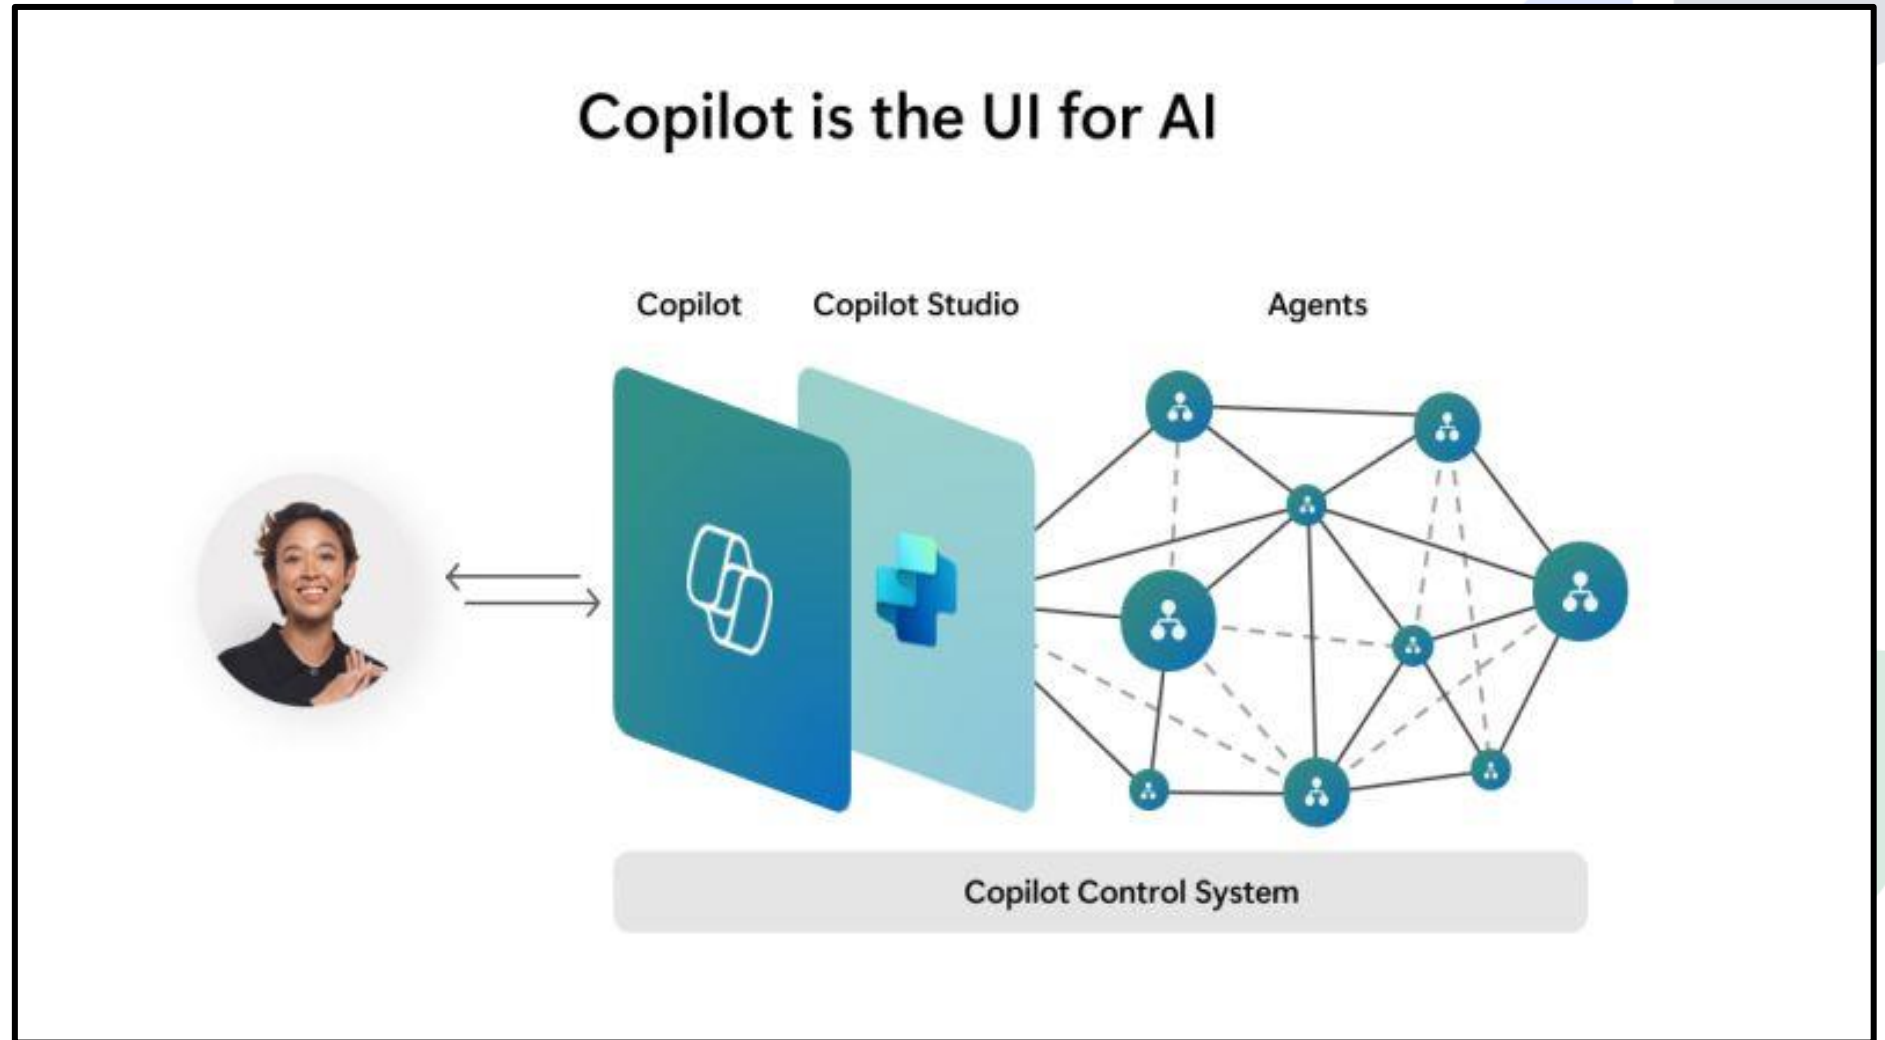 Copilot is the UI for AI
Copilot
Copilot Studio
Agents
Copilot Control System